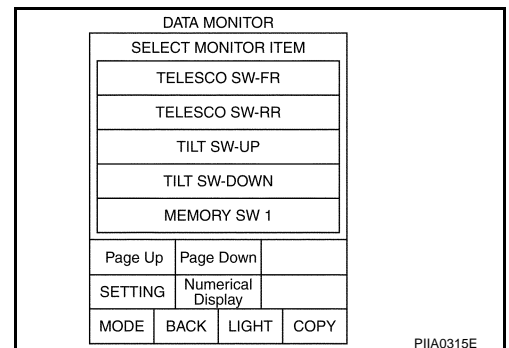 DATA MONITOR
SELECT MONITOR ITEM
TELESCO SW-FR
TELESCO SW-RR
TILT SW-UP
TILT SW-DOWN
MEMORY SW 1
Page Up Page Down
SETTING Numerical
Display
MODE BACK LIGHT COPY
PIIA0315E